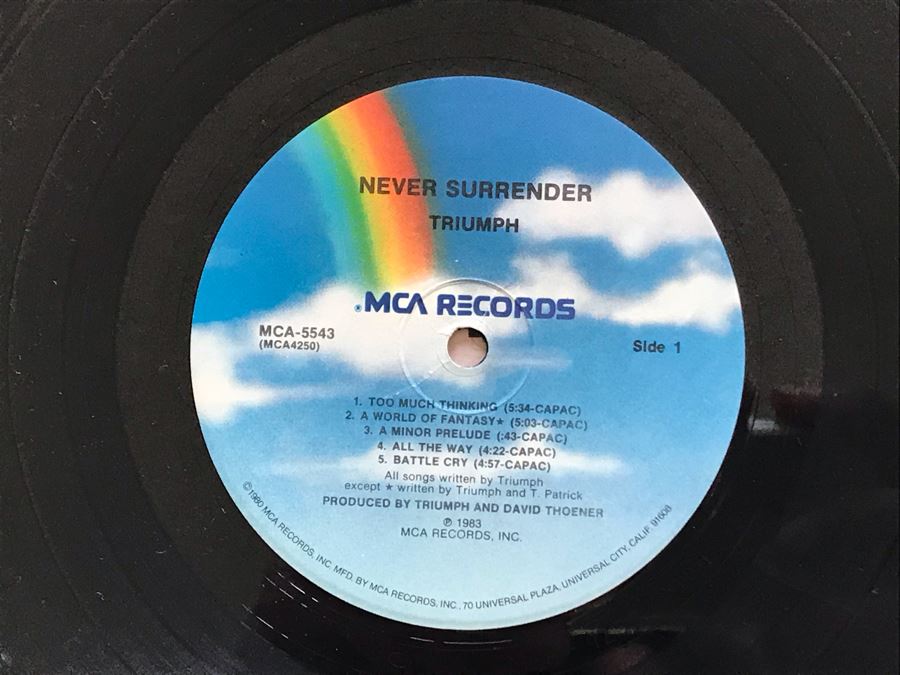 NEVER SURRENDER
TRIUMPH
MCA RECORDS
MCA-5543
(MCA4250)
Side 1
1. TOO MUCH THINKING (5:34-CAPAC)
2. A WORLD OF FANTASY★ (5:03-CAPAC)
3. A MINOR PRELUDE (:43-CAPAC)
4. ALL THE WAY (4:22-CAPAC)
5. BATTLE CRY (4:57-CAPAC)
All songs written by Triumph
except ★ written by Triumph and T. Patrick
PRODUCED BY TRIUMPH AND DAVID THOENER
℗ 1983
MCA RECORDS, INC.
©1980 MCA RECORDS, INC. MFD. BY MCA RECORDS, INC., 70 UNIVERSAL PLAZA, UNIVERSAL CITY, CALIF. 91608